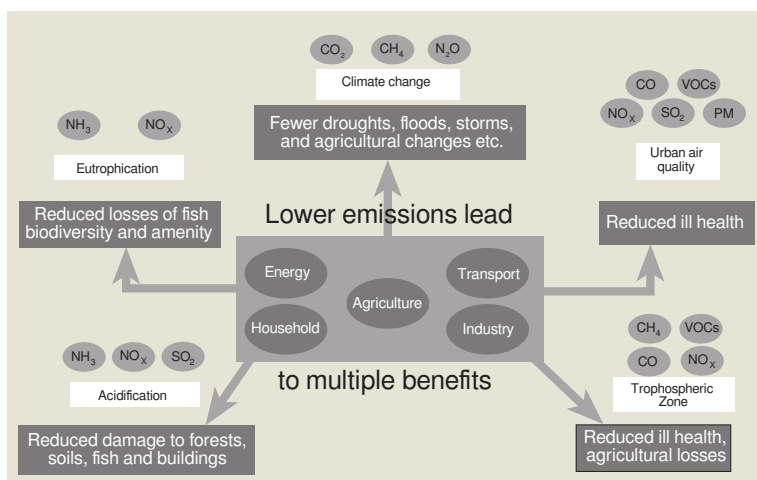 CO₂ CH₄ N₂O
Climate change
Fewer droughts, floods, storms,
and agricultural changes etc.
NH₃ NOX
Eutrophication
Reduced losses of fish
biodiversity and amenity
CO VOCs
NOX SO₂ PM
Urban air
quality
Reduced ill health
Lower emissions lead
Energy
Transport
Agriculture
Household
Industry
to multiple benefits
NH₃ NOX SO₂
Acidification
Reduced damage to forests,
soils, fish and buildings
CH₄ VOCs
CO NOX
Trophospheric
Zone
Reduced ill health,
agricultural losses